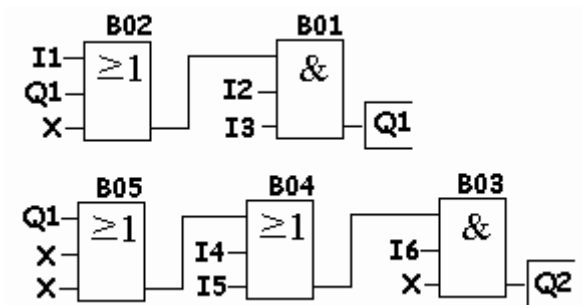 B02 B01
I1 ≥1 &
Q1 I2
X I3 Q1
B05 B04 B03
Q1 ≥1 ≥1 &
X I4 I6
X I5 X Q2